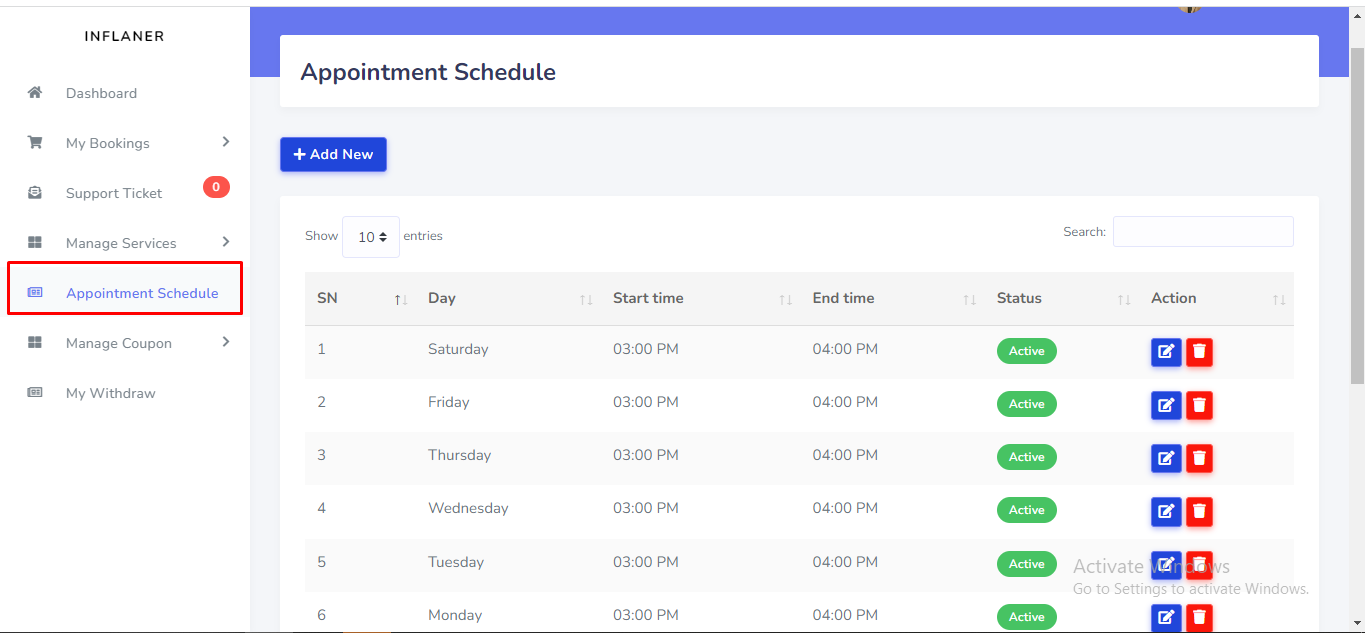 INFLANER
Dashboard
My Bookings
Support Ticket 0
Manage Services
Appointment Schedule
Manage Coupon
My Withdraw
Appointment Schedule
Add New
Show 10 entries Search:
SN Day Start time End time Status Action
1 Saturday 03:00 PM 04:00 PM Active
2 Friday 03:00 PM 04:00 PM Active
3 Thursday 03:00 PM 04:00 PM Active
4 Wednesday 03:00 PM 04:00 PM Active
5 Tuesday 03:00 PM 04:00 PM Active
6 Monday 03:00 PM 04:00 PM Active
Activate Windows
Go to Settings to activate Windows.